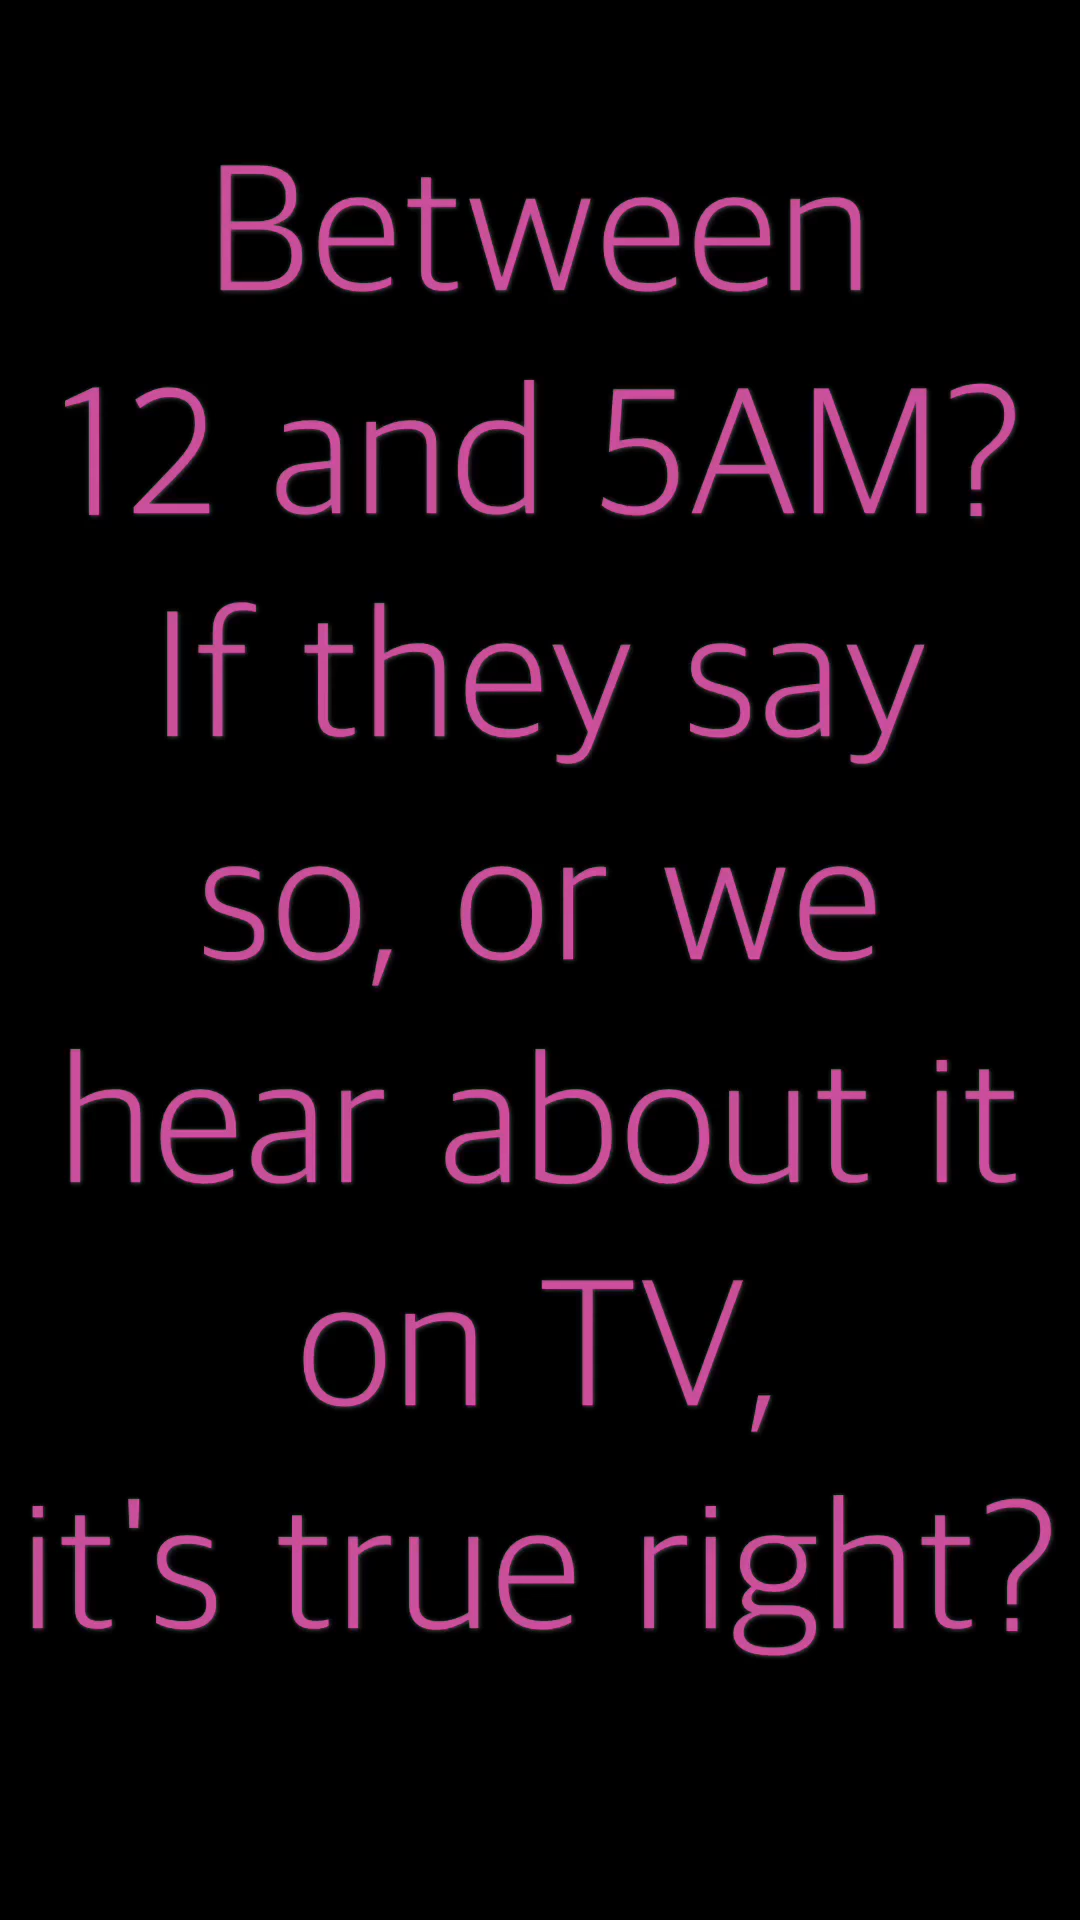 Between
12 and 5AM?
If they say
so, or we
hear about it
on TV,
it's true right?